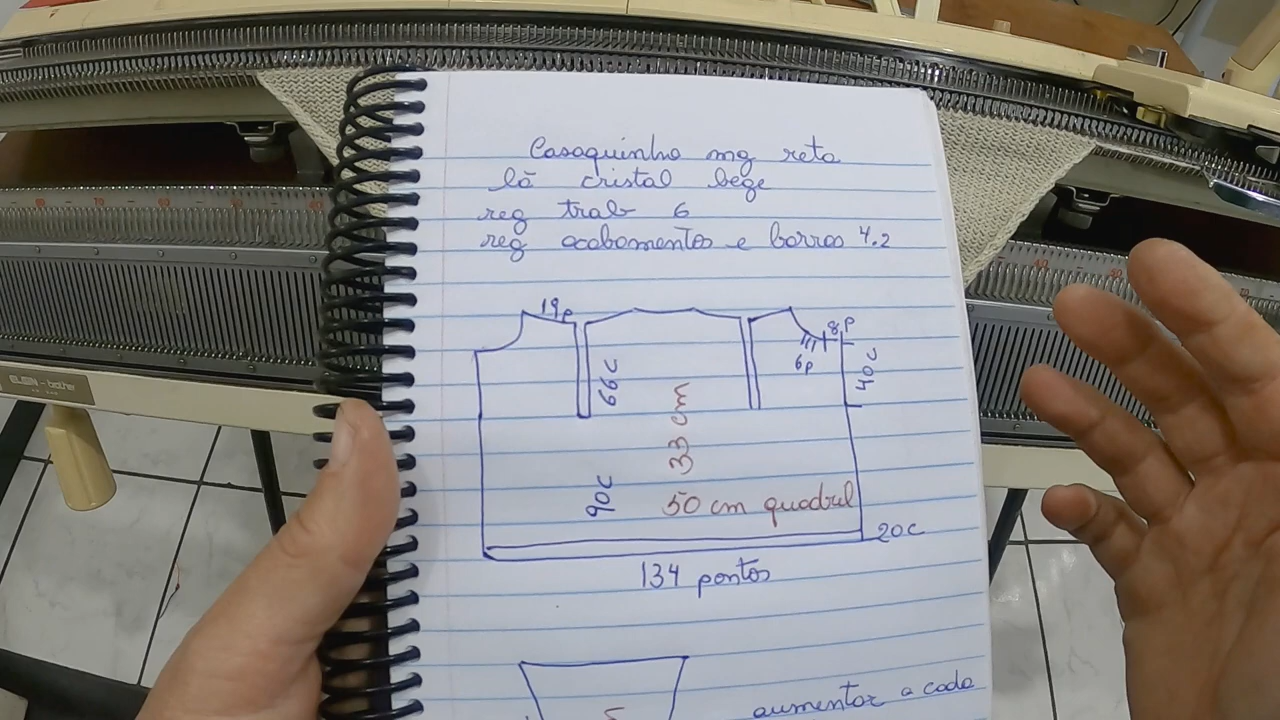 Casaquinho mg reta
lã cristal bege
reg trab 6
reg acabamentos e barras 4.2
19p
8p
6p
40c
66c
33 cm
90c
50 cm quadril
20c
134 pontos
aumentar a cada